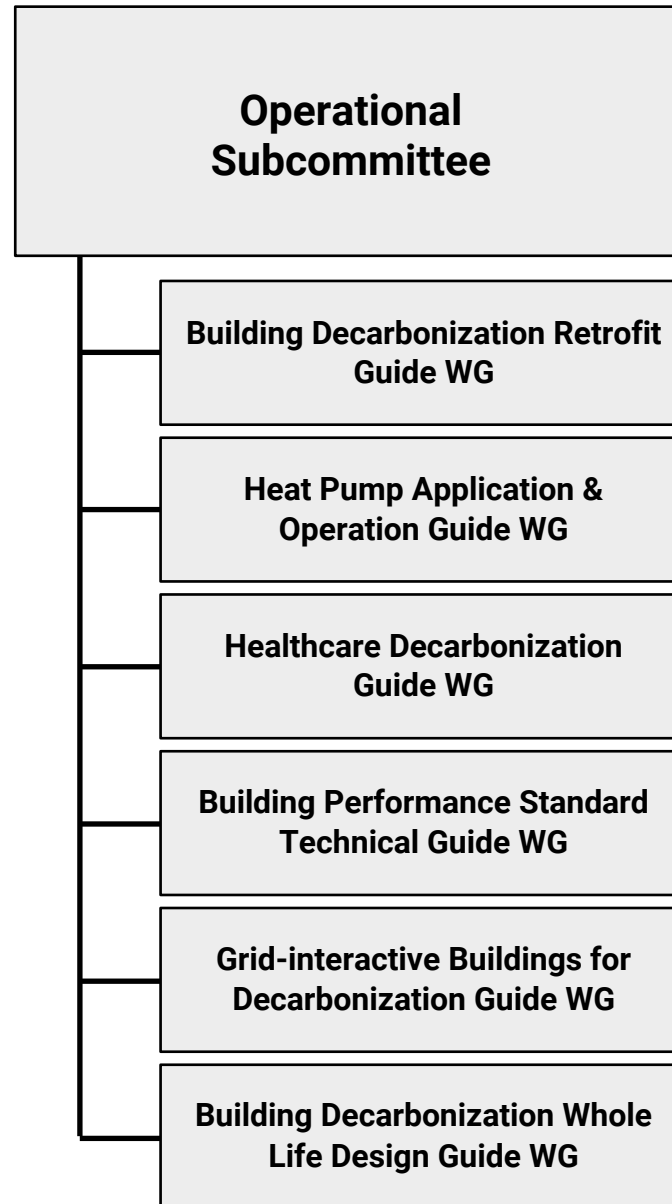 Operational
Subcommittee
Building Decarbonization Retrofit
Guide WG
Heat Pump Application &
Operation Guide WG
Healthcare Decarbonization
Guide WG
Building Performance Standard
Technical Guide WG
Grid-interactive Buildings for
Decarbonization Guide WG
Building Decarbonization Whole
Life Design Guide WG